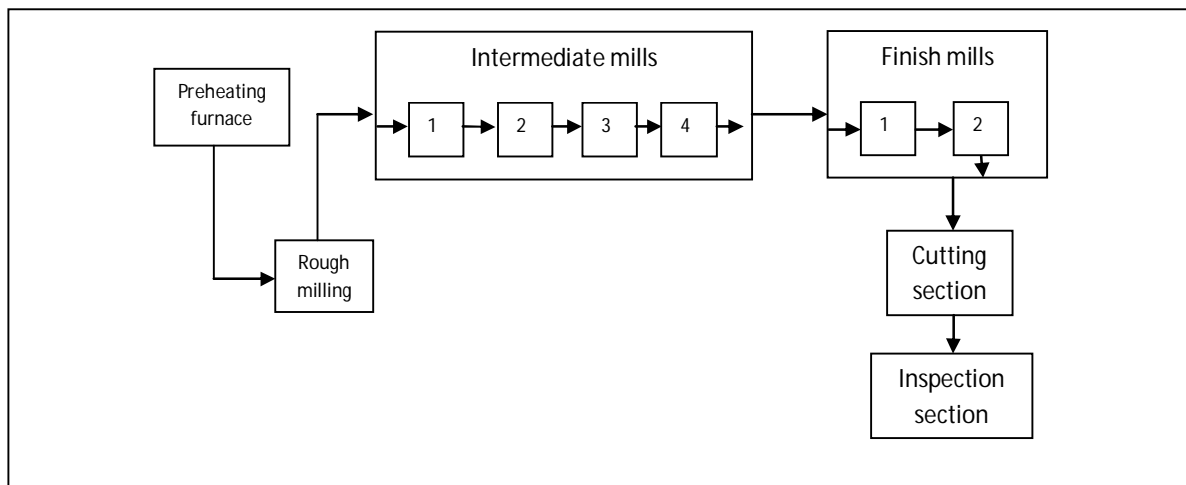 Preheating
furnace
Rough
milling
Intermediate mills
1
2
3
4
Finish mills
1
2
Cutting
section
Inspection
section